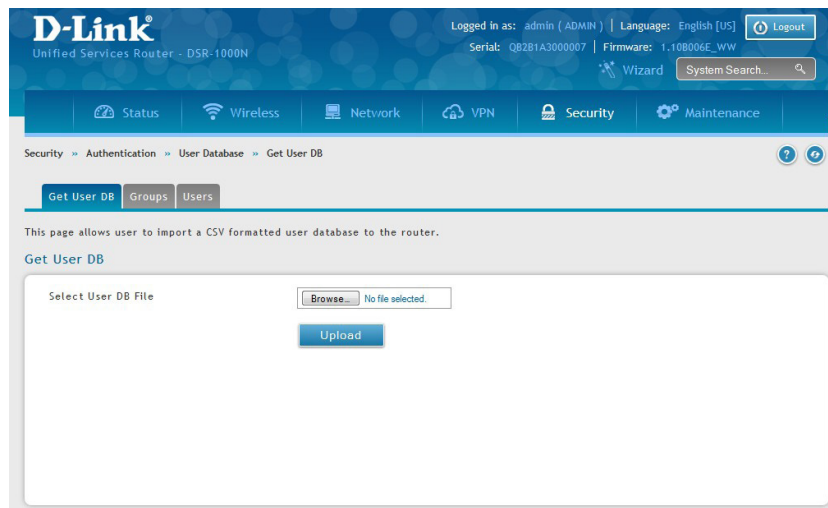 D-Link
Unified Services Router - DSR-1000N
Logged in as: admin ( ADMIN ) | Language: English [US]
Logout
Serial: QB2B1A3000007 | Firmware: 1.10B006E_WW
Wizard
System Search...
Status
Wireless
Network
VPN
Security
Maintenance
Security » Authentication » User Database » Get User DB
?
Get User DB
Groups
Users
This page allows user to import a CSV formatted user database to the router.
Get User DB
Select User DB File
Browse... No file selected.
Upload